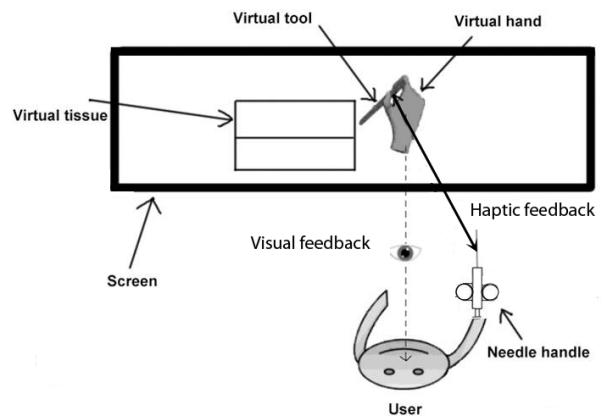 Virtual tool
Virtual hand
Virtual tissue
Haptic feedback
Visual feedback
Screen
Needle handle
User